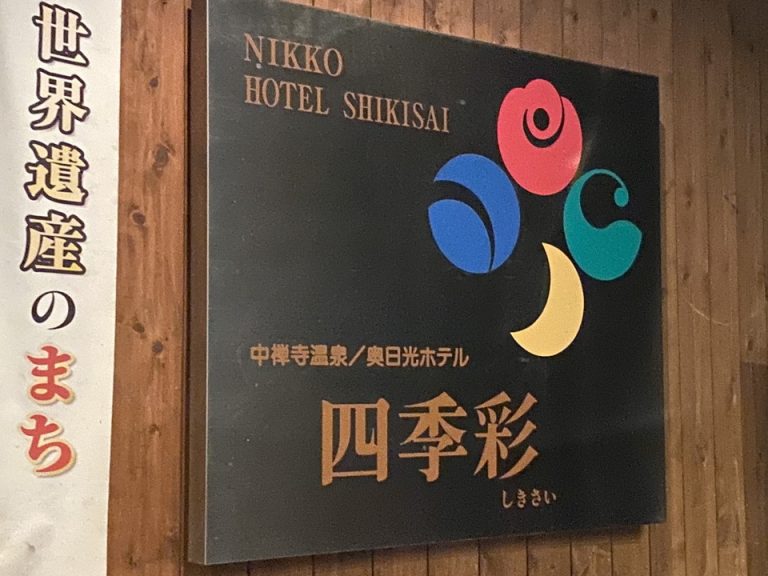 世界遺産のまち
NIKKO
HOTEL SHIKISAI
中禅寺温泉／奥日光ホテル
四季彩
しきさい